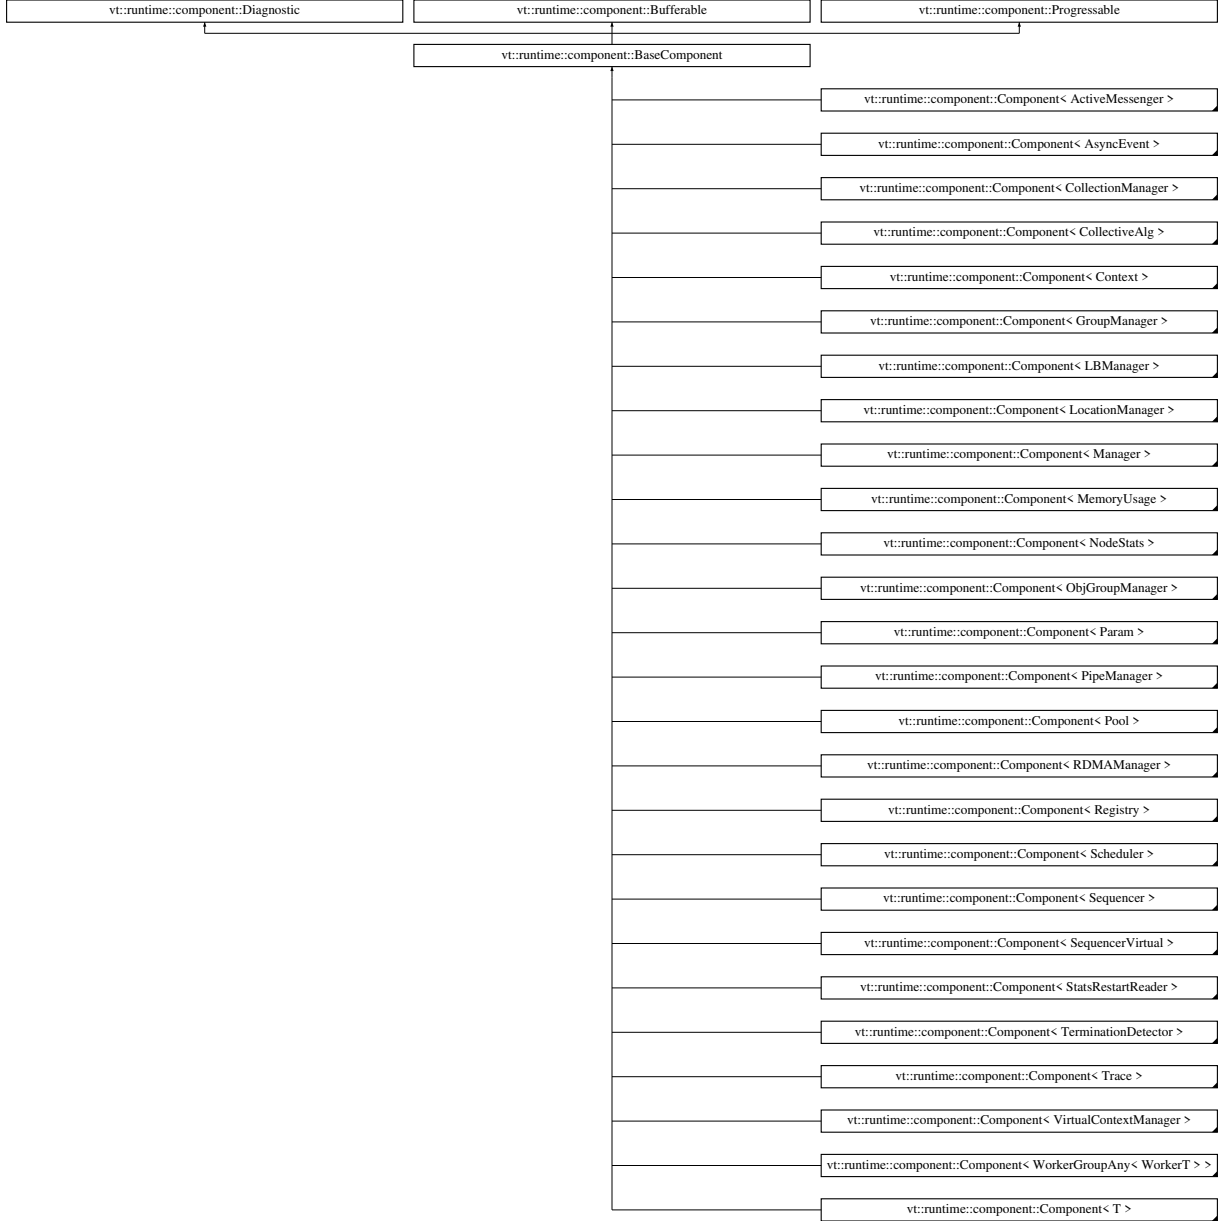 vt::runtime::component::Diagnostic
vt::runtime::component::Bufferable
vt::runtime::component::Progressable
vt::runtime::component::BaseComponent
vt::runtime::component::Component< ActiveMessenger >
vt::runtime::component::Component< AsyncEvent >
vt::runtime::component::Component< CollectionManager >
vt::runtime::component::Component< CollectiveAlg >
vt::runtime::component::Component< Context >
vt::runtime::component::Component< GroupManager >
vt::runtime::component::Component< LBManager >
vt::runtime::component::Component< LocationManager >
vt::runtime::component::Component< Manager >
vt::runtime::component::Component< MemoryUsage >
vt::runtime::component::Component< NodeStats >
vt::runtime::component::Component< ObjGroupManager >
vt::runtime::component::Component< Param >
vt::runtime::component::Component< PipeManager >
vt::runtime::component::Component< Pool >
vt::runtime::component::Component< RDMAManager >
vt::runtime::component::Component< Registry >
vt::runtime::component::Component< Scheduler >
vt::runtime::component::Component< Sequencer >
vt::runtime::component::Component< SequencerVirtual >
vt::runtime::component::Component< StatsRestartReader >
vt::runtime::component::Component< TerminationDetector >
vt::runtime::component::Component< Trace >
vt::runtime::component::Component< VirtualContextManager >
vt::runtime::component::Component< WorkerGroupAny< WorkerT > >
vt::runtime::component::Component< T >